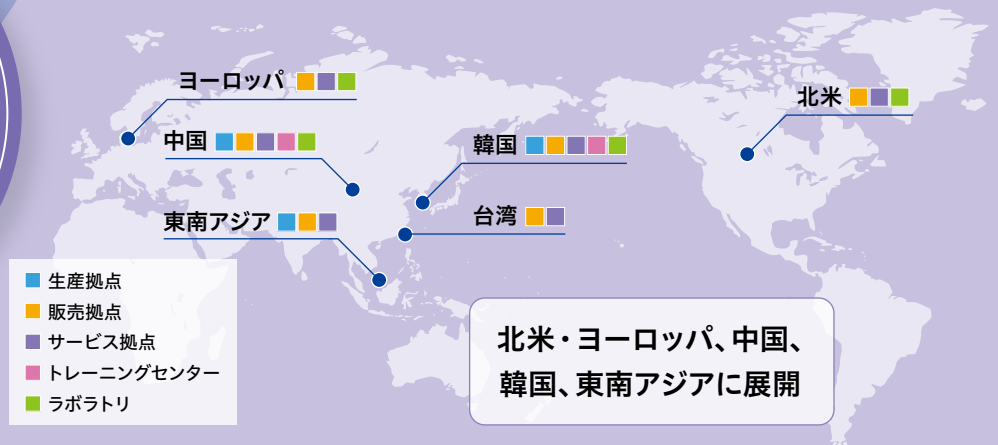 ヨーロッパ
北米
中国
韓国
東南アジア
台湾
生産拠点
販売拠点
サービス拠点
トレーニングセンター
ラボラトリ
北米・ヨーロッパ、中国、
韓国、東南アジアに展開